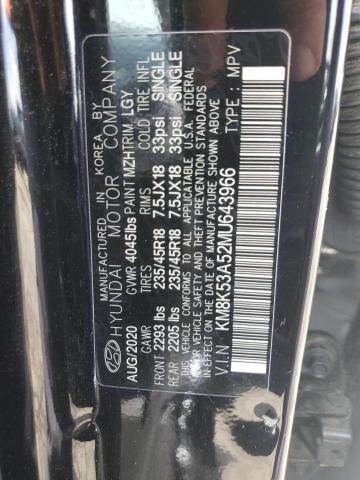 MANUFACTURED IN KOREA BY
HYUNDAI MOTOR COMPANY
AUG/2020 GVWR 4045lbs PAINT MZH TRIM LGY
GAWR TIRES RIMS COLD TIRE INFL
FRONT 2293 lbs 235/45R18 7.5JX18 33psi SINGLE
REAR 2205 lbs 235/45R18 7.5JX18 33psi SINGLE
THIS VEHICLE CONFORMS TO ALL APPLICABLE U.S.A FEDERAL
MOTOR VEHICLE SAFETY AND THEFT PREVENTION STANDARDS
IN EFFECT ON THE DATE OF MANUFACTURE SHOWN ABOVE
V.I.N KM8K53A52MU643966 TYPE : MPV